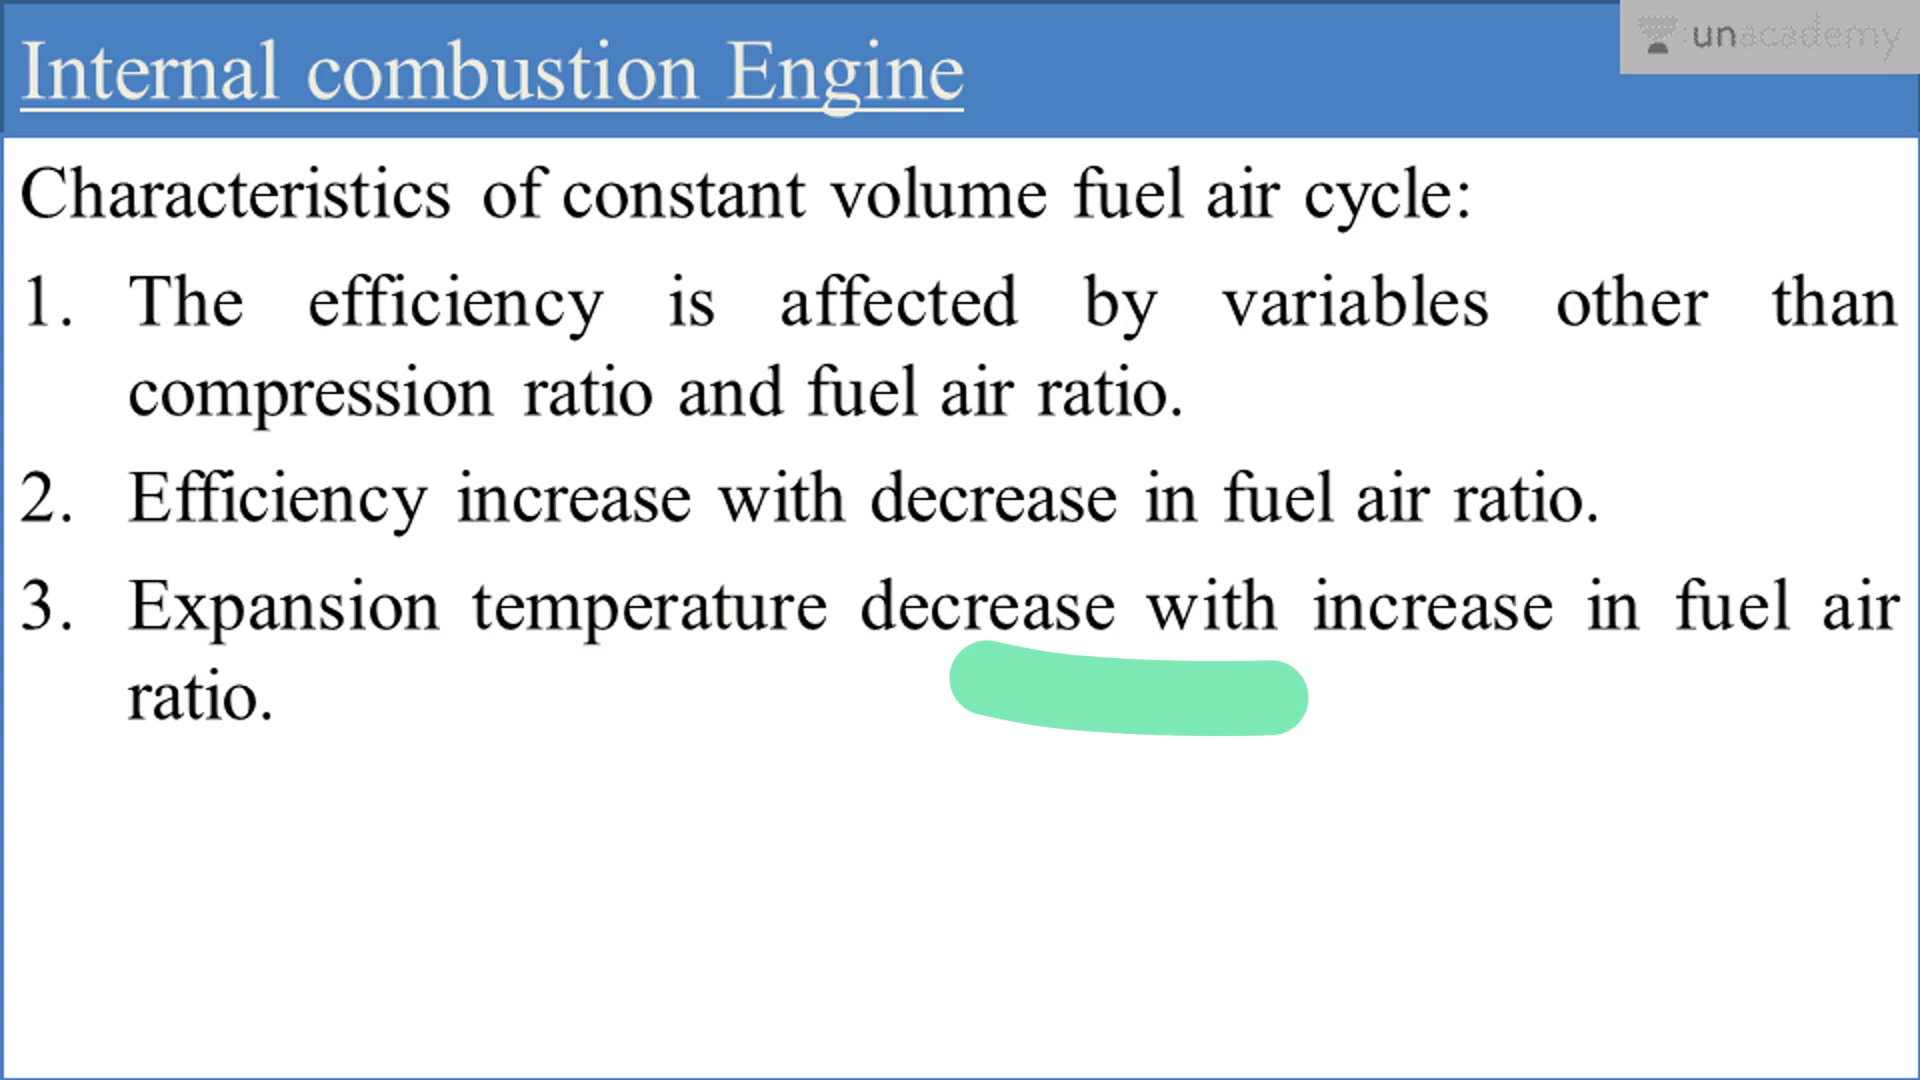 unacademy
Internal combustion Engine
Characteristics of constant volume fuel air cycle:
1. The efficiency is affected by variables other than
compression ratio and fuel air ratio.
2. Efficiency increase with decrease in fuel air ratio.
3. Expansion temperature decrease with increase in fuel air
ratio.